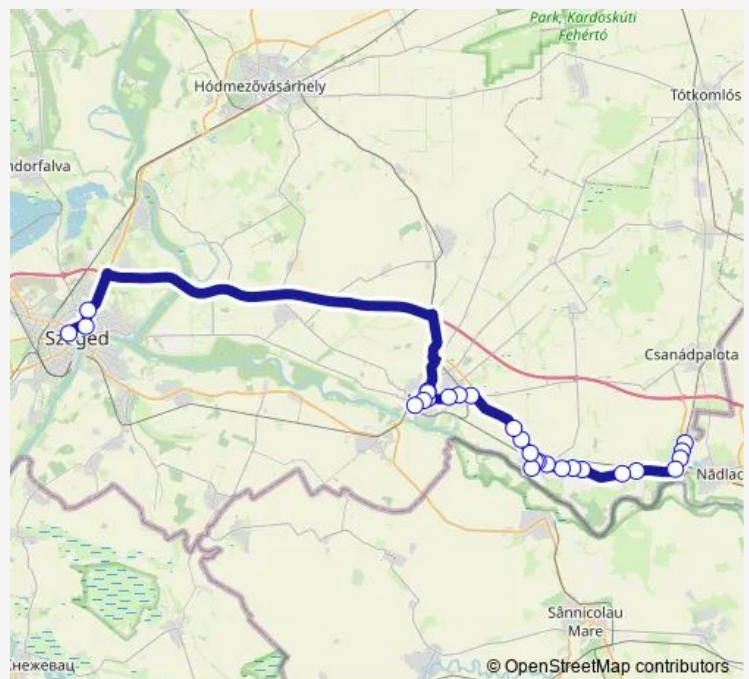 Park, Kardoskúti
Fehértó
Hódmezővásárhely
Tótkomlós
ndorfalva
Szeged
Csanádpalota
Nădlac
Sânnicolau
Mare
Кнежевац
© OpenStreetMap contributors